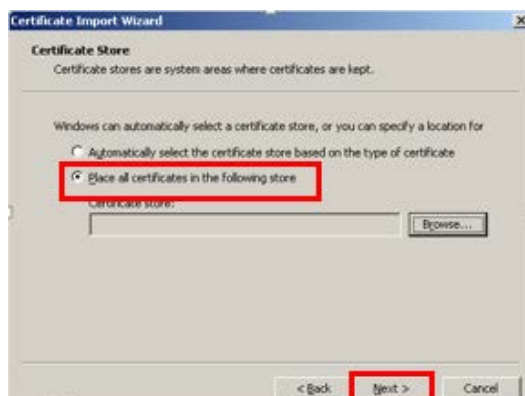 Certificate Import Wizard
Certificate Store
Certificate stores are system areas where certificates are kept.
Windows can automatically select a certificate store, or you can specify a location for
Automatically select the certificate store based on the type of certificate
Place all certificates in the following store
Certificate store:
Browse...
< Back
Next >
Cancel